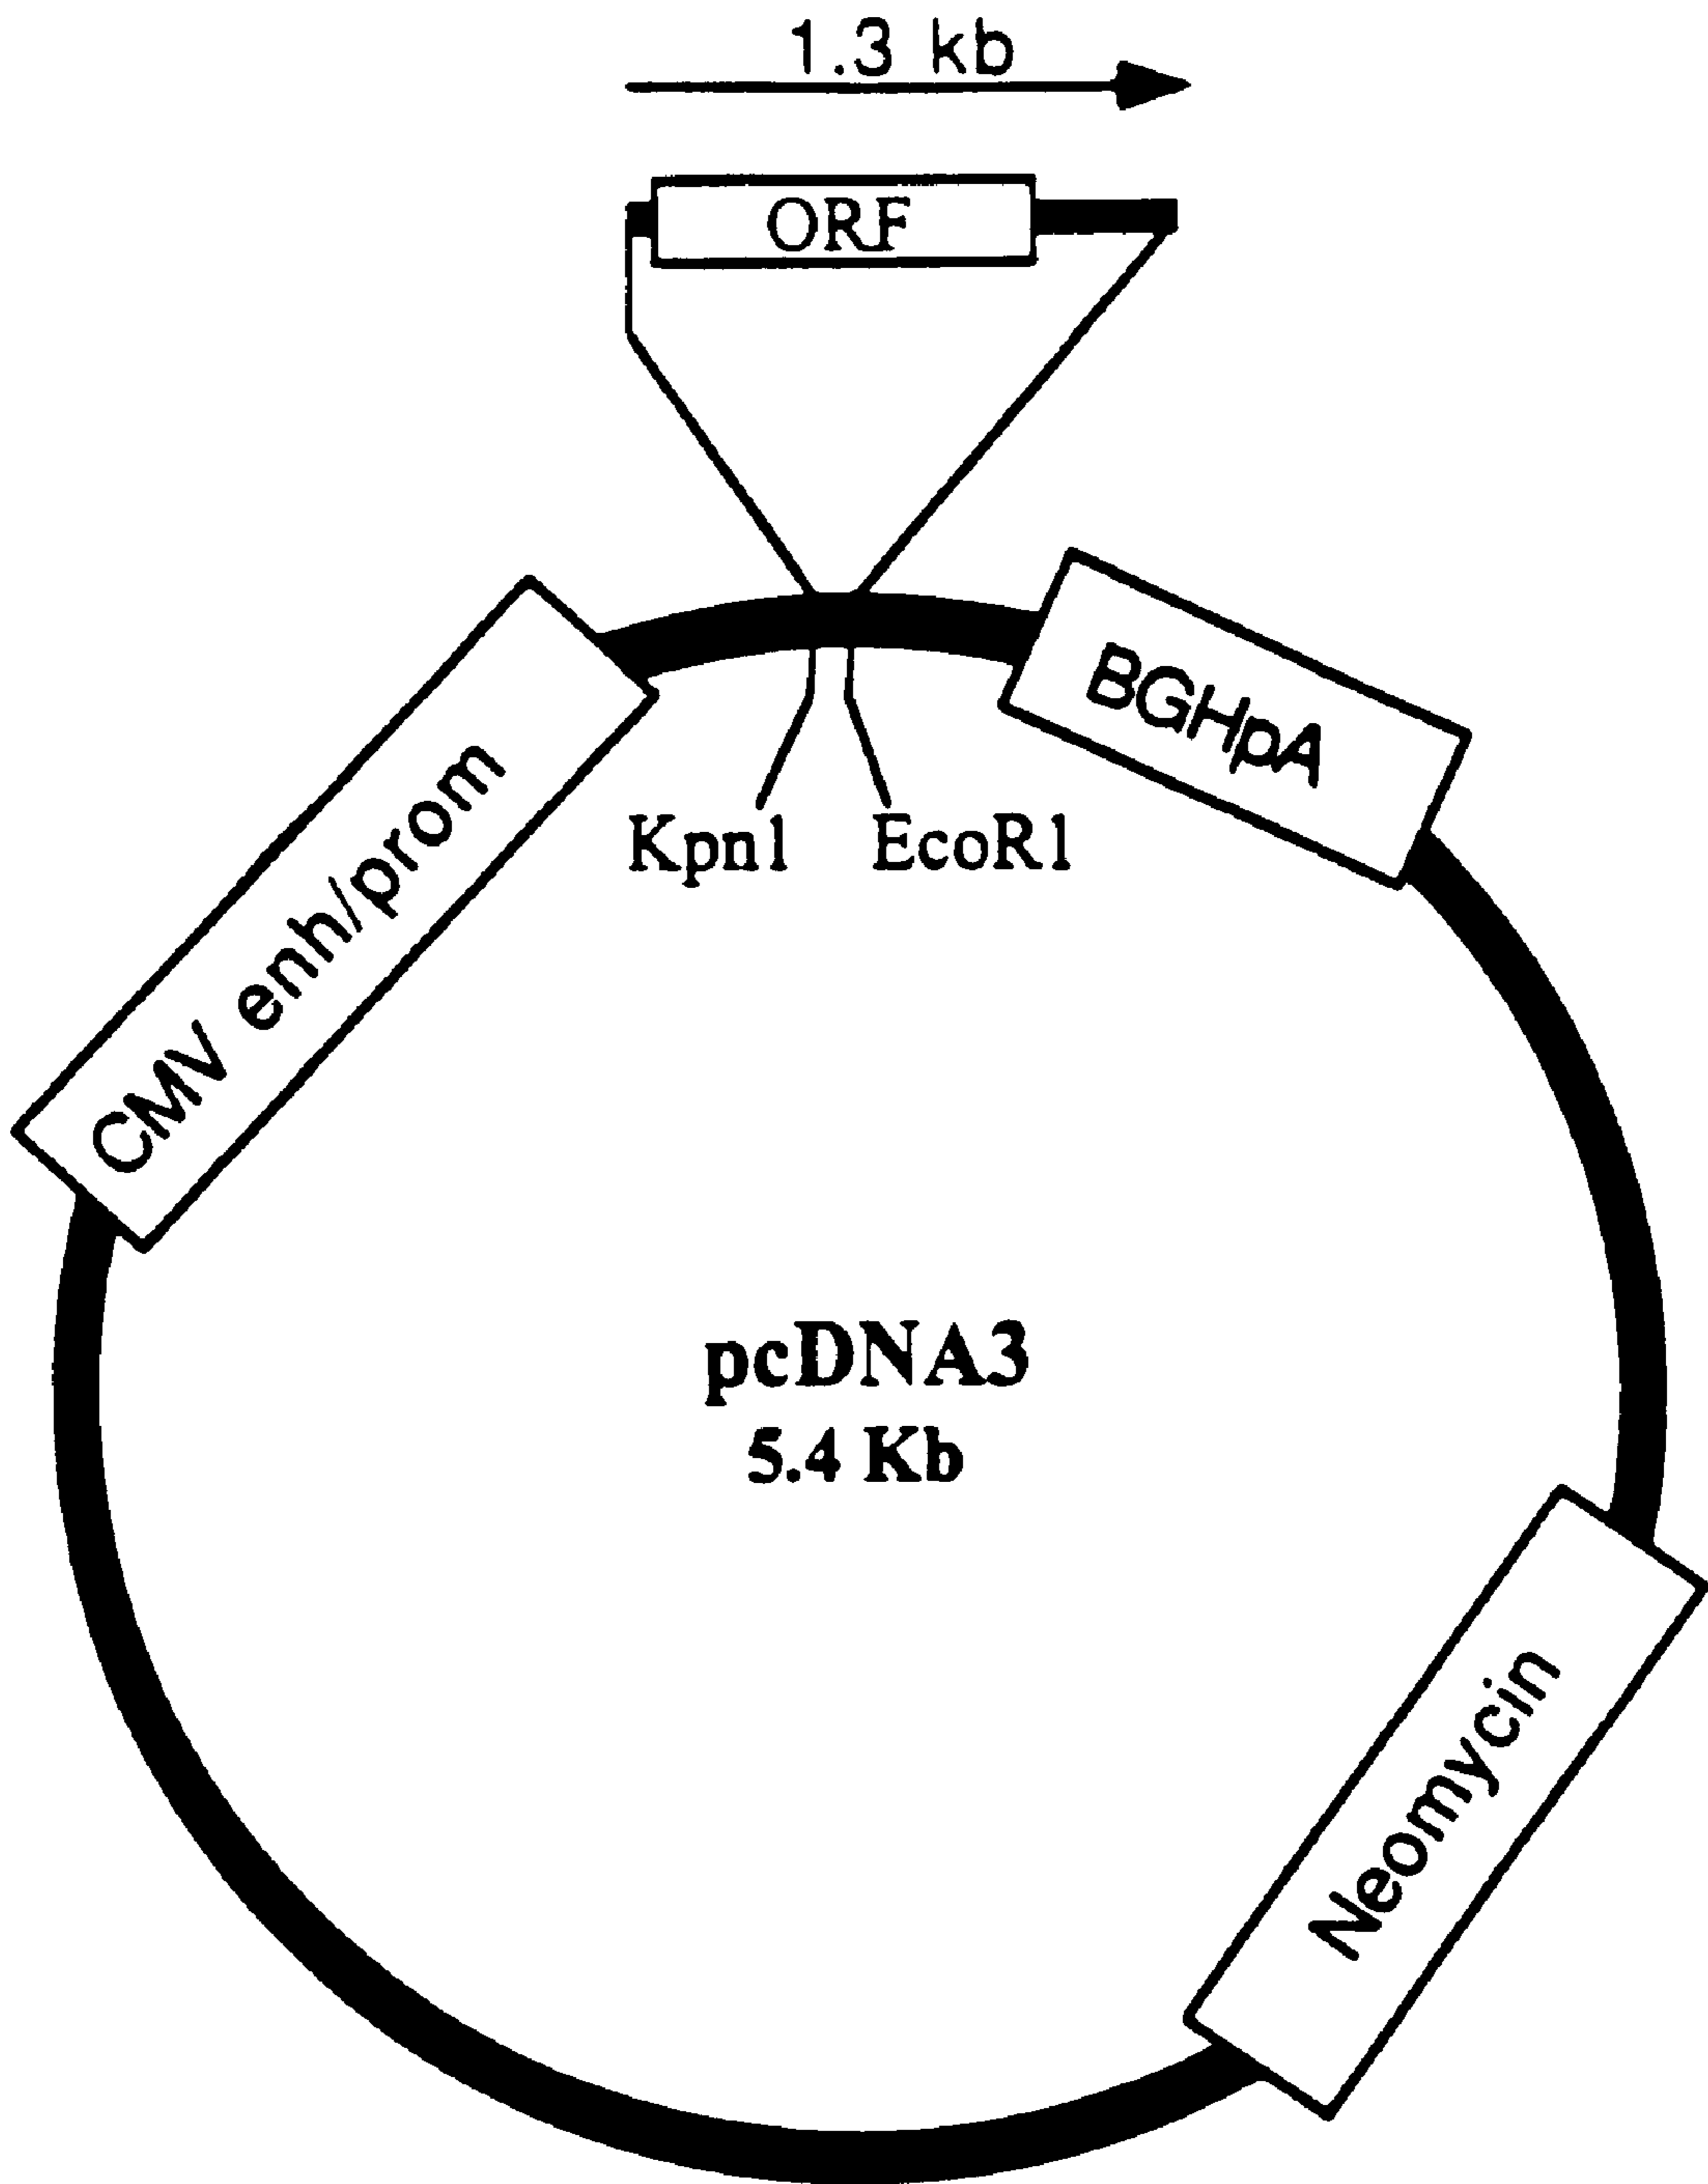 1.3 kb
ORF
CMV enh/prom
BGHpA
Kpn1
EcoR1
pcDNA3
5.4 Kb
Neomycin